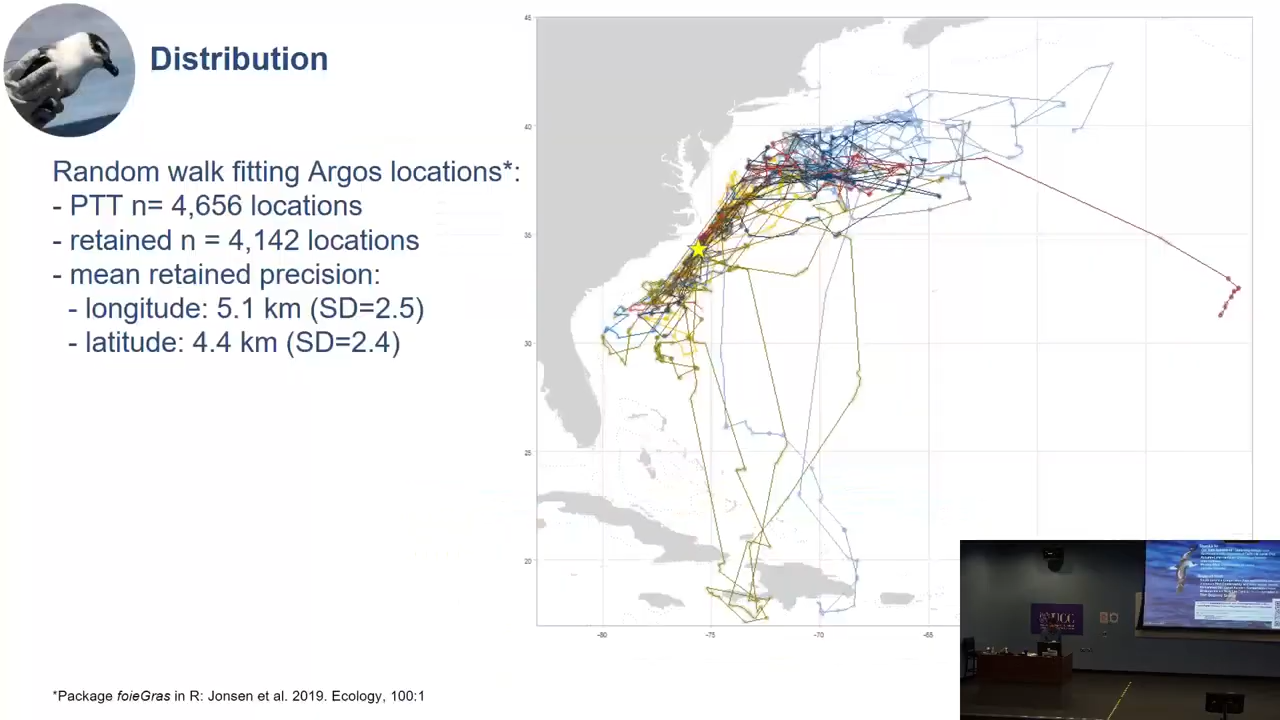 Distribution
Random walk fitting Argos locations*:
- PTT n= 4,656 locations
- retained n = 4,142 locations
- mean retained precision:
- longitude: 5.1 km (SD=2.5)
- latitude: 4.4 km (SD=2.4)
*Package foieGras in R: Jonsen et al. 2019. Ecology, 100:1
45
40
35
30
25
20
-80
-75
-70
-65
UCC